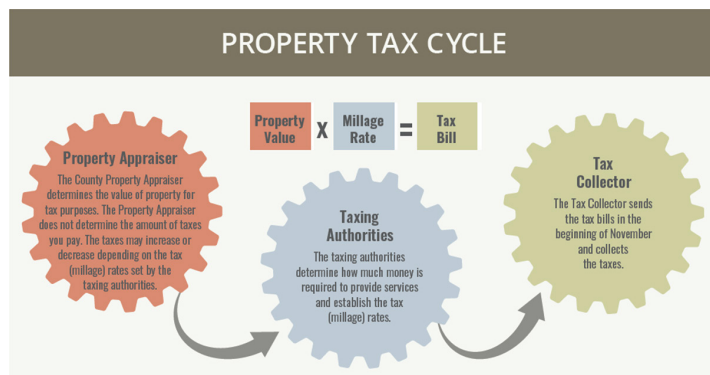 PROPERTY TAX CYCLE
Property
Value
X
Millage
Rate
=
Tax
Bill
Property Appraiser
The County Property Appraiser
determines the value of property for
tax purposes. The Property Appraiser
does not determine the amount of taxes
you pay. The taxes may increase or
decrease depending on the tax
(millage) rates set by the
taxing authorities.
Taxing
Authorities
The taxing authorities
determine how much money is
required to provide services
and establish the tax
(millage) rates.
Tax
Collector
The Tax Collector sends
the tax bills in the
beginning of November
and collects
the taxes.